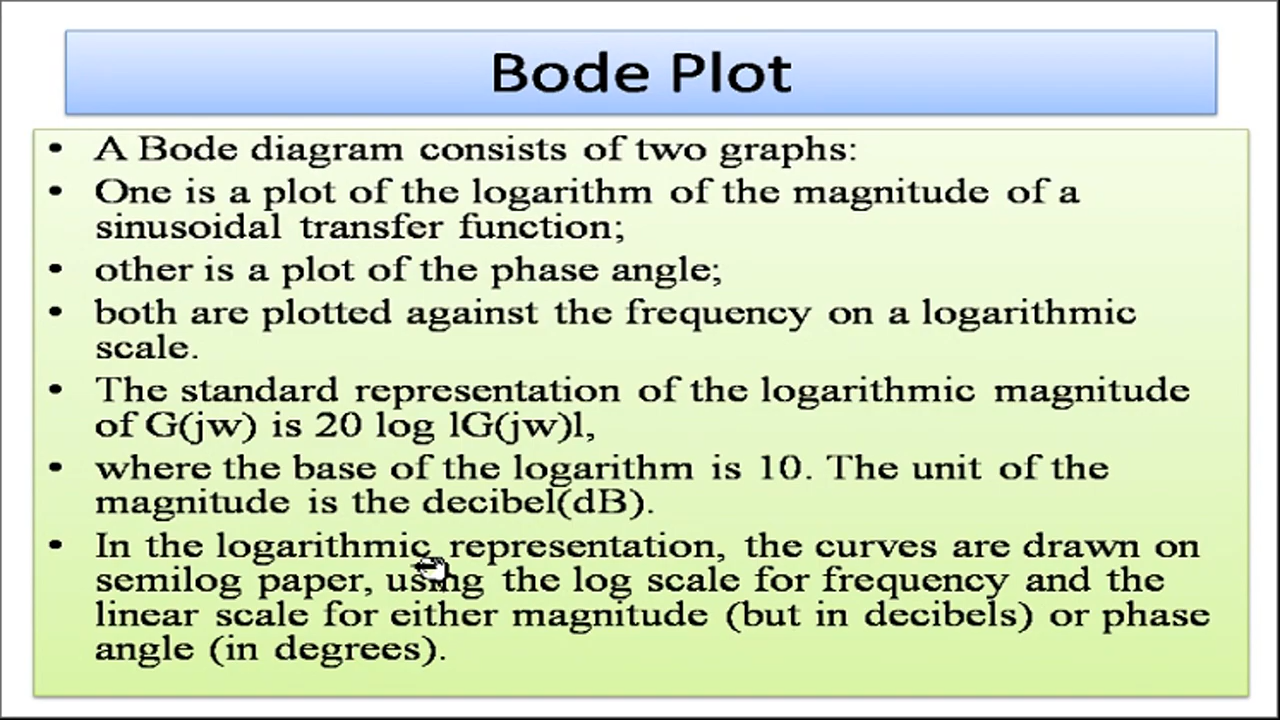 Bode Plot
• A Bode diagram consists of two graphs:
• One is a plot of the logarithm of the magnitude of a
sinusoidal transfer function;
• other is a plot of the phase angle;
• both are plotted against the frequency on a logarithmic
scale.
• The standard representation of the logarithmic magnitude
of G(jw) is 20 log lG(jw)l,
• where the base of the logarithm is 10. The unit of the
magnitude is the decibel(dB).
• In the logarithmic representation, the curves are drawn on
semilog paper, using the log scale for frequency and the
linear scale for either magnitude (but in decibels) or phase
angle (in degrees).